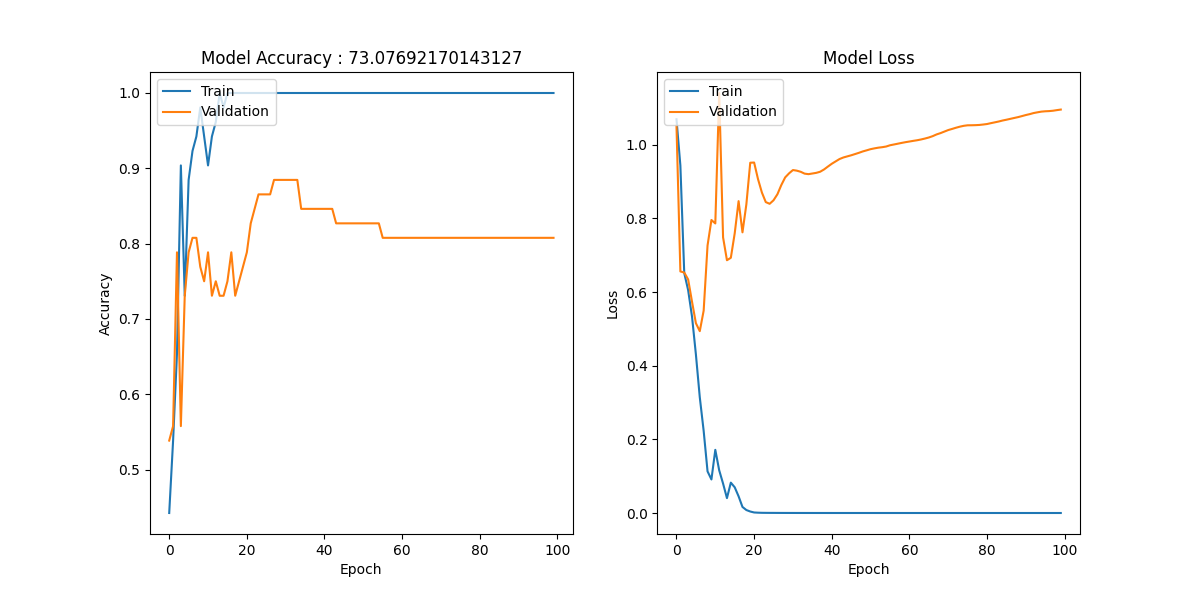 Model Accuracy : 73.07692170143127
Train
Validation
1.0
0.9
0.8
0.7
0.6
0.5
Accuracy
0 20 40 60 80 100
Epoch
Model Loss
Train
Validation
1.0
0.8
0.6
0.4
0.2
0.0
Loss
0 20 40 60 80 100
Epoch